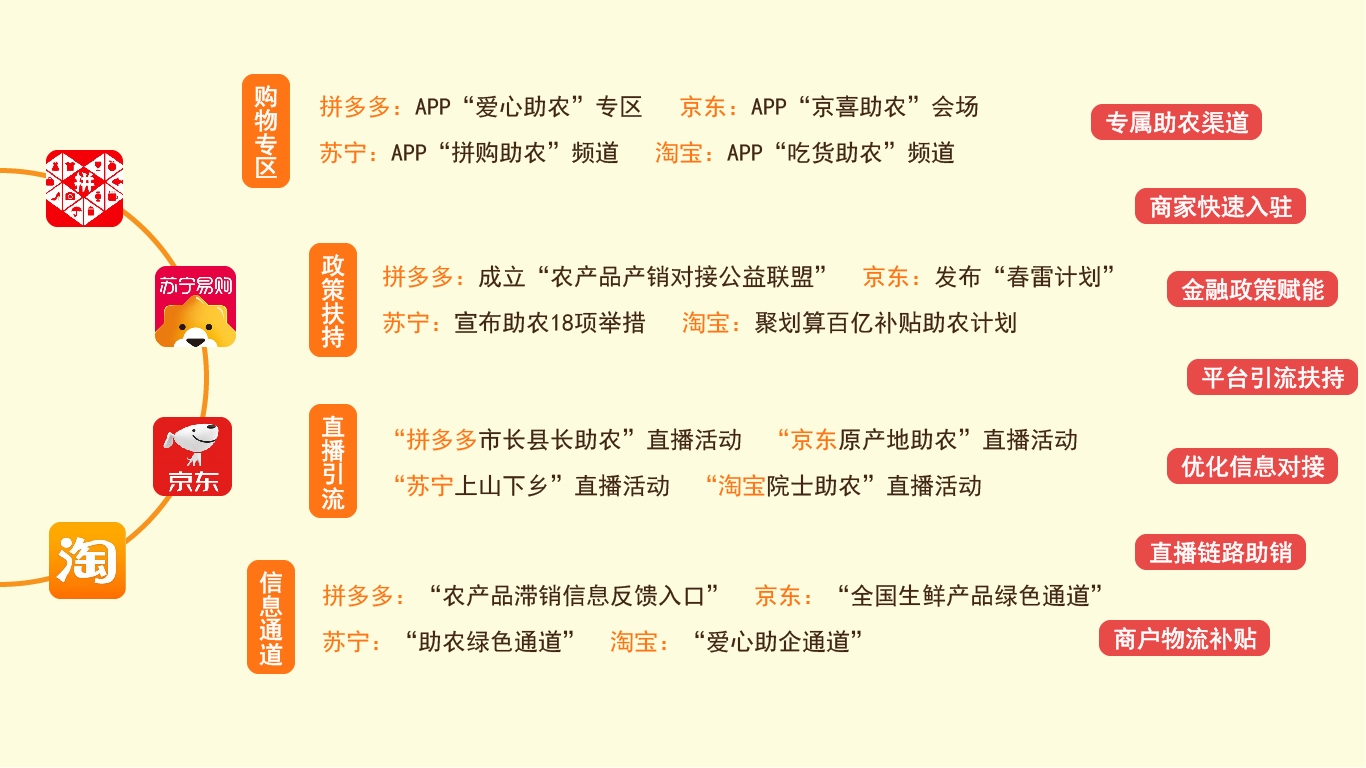 购物专区
拼多多：APP“爱心助农”专区 京东：APP“京喜助农”会场
苏宁：APP“拼购助农”频道 淘宝：APP“吃货助农”频道
专属助农渠道
拼
商家快速入驻
政策扶持
拼多多：成立“农产品产销对接公益联盟” 京东：发布“春雷计划”
苏宁：宣布助农18项举措 淘宝：聚划算百亿补贴助农计划
苏宁易购
金融政策赋能
平台引流扶持
直播引流
“拼多多市长县长助农”直播活动 “京东原产地助农”直播活动
“苏宁上山下乡”直播活动 “淘宝院士助农”直播活动
京东
优化信息对接
淘
直播链路助销
信息通道
拼多多：“农产品滞销信息反馈入口” 京东：“全国生鲜产品绿色通道”
苏宁：“助农绿色通道” 淘宝：“爱心助企通道”
商户物流补贴